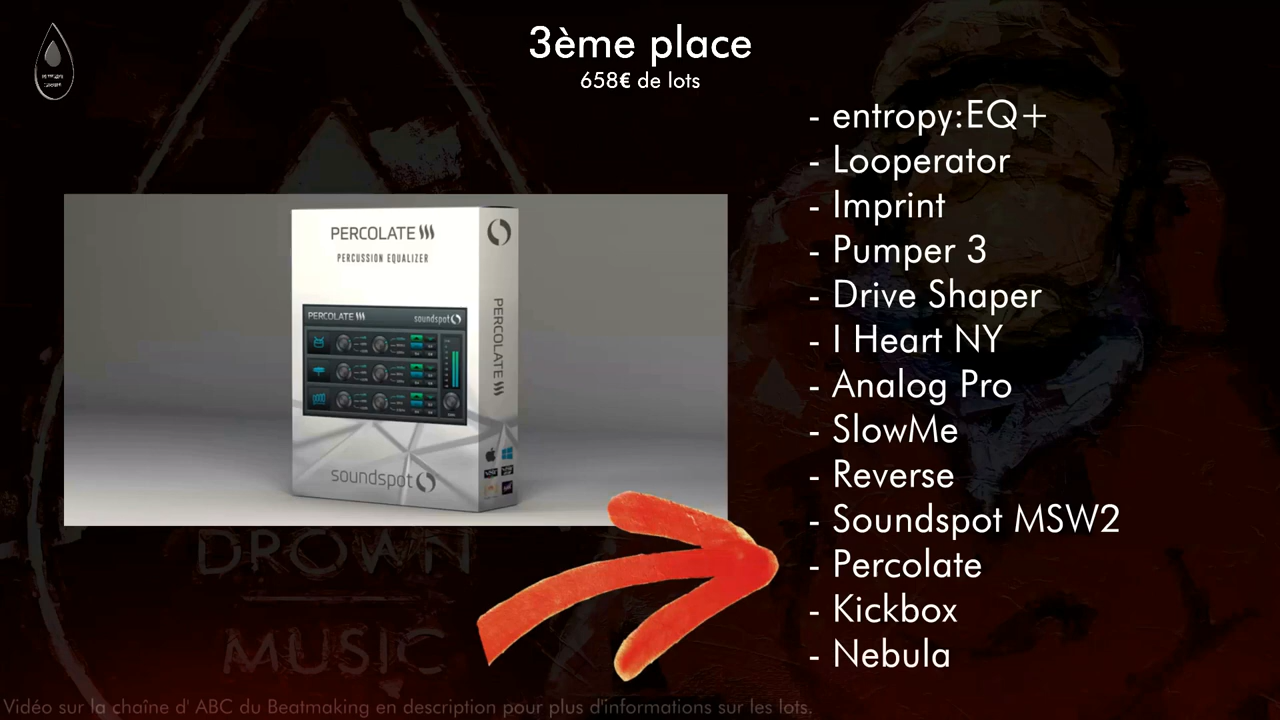 3ème place
658€ de lots
- entropy:EQ+
- Looperator
- Imprint
- Pumper 3
- Drive Shaper
- I Heart NY
- Analog Pro
- SlowMe
- Reverse
- Soundspot MSW2
- Percolate
- Kickbox
- Nebula
PERCOLATE
PERCUSSION EQUALIZER
PERCOLATE
soundspot
PERCOLATE
soundspot
DROWN
MUSIC
Vidéo sur la chaîne d' ABC du Beatmaking en description pour plus d'informations sur les lots.